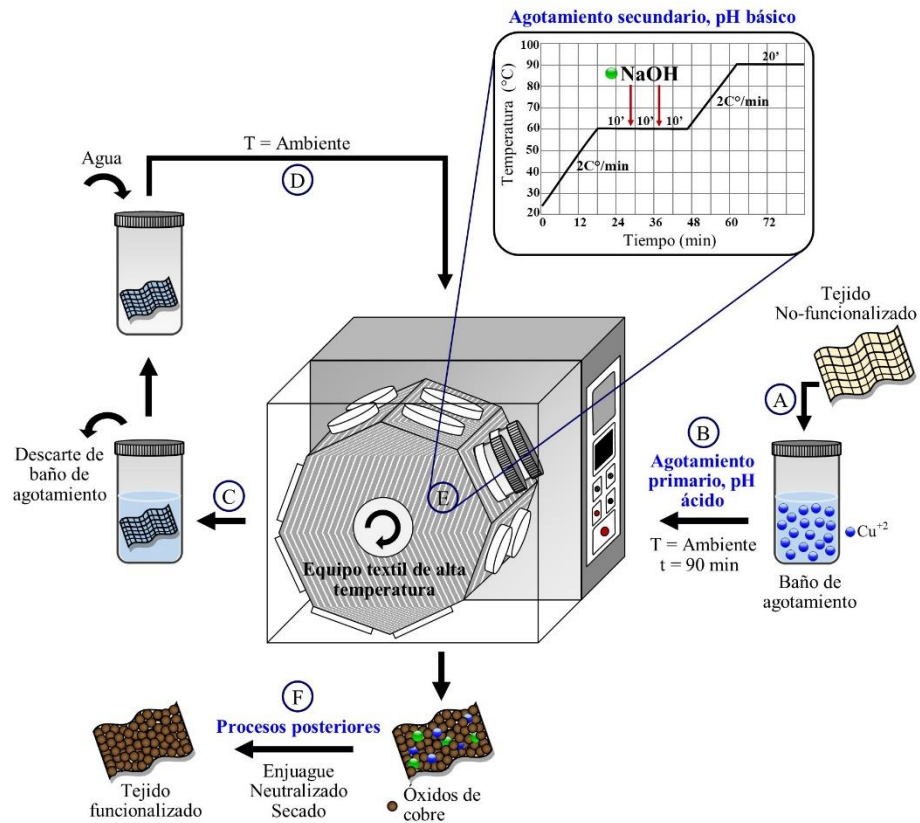 Agotamiento secundario, pH básico
Temperatura (°C)
100
90
80
70
60
50
40
30
20
0
12
24
36
48
60
72
Tiempo (min)
NaOH
2C°/min
10'
10'
10'
2C°/min
20'
T = Ambiente
D
Agua
Tejido
No-funcionalizado
A
B
Agotamiento
primario, pH
ácido
T = Ambiente
t = 90 min
Cu+2
Baño de
agotamiento
Descarte de
baño de
agotamiento
C
E
Equipo textil de alta
temperatura
F
Procesos posteriores
Enjuague
Neutralizado
Secado
Óxidos de
cobre
Tejido
funcionalizado